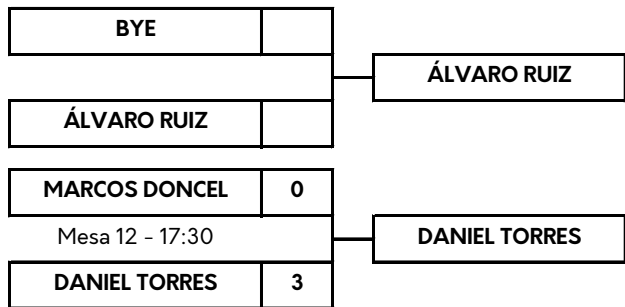 BYE
ÁLVARO RUIZ
ÁLVARO RUIZ
MARCOS DONCEL 0
Mesa 12 - 17:30
DANIEL TORRES
DANIEL TORRES 3